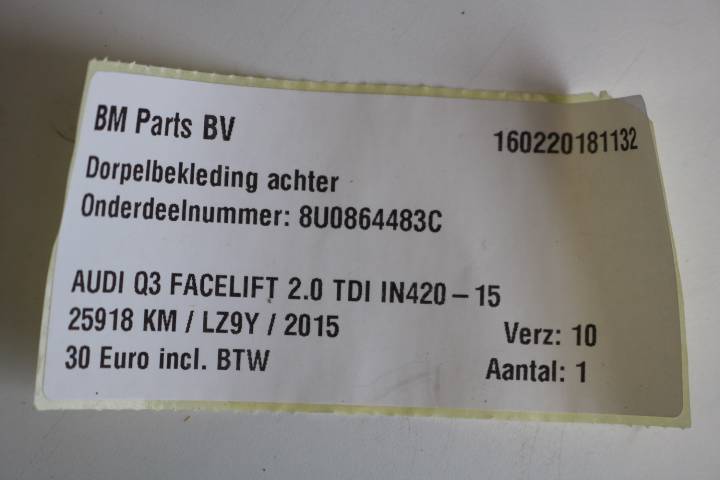 BM Parts BV 160220181132
Dorpelbekleding achter
Onderdeelnummer: 8U0864483C
AUDI Q3 FACELIFT 2.0 TDI IN420 – 15
25918 KM / LZ9Y / 2015 Verz: 10
30 Euro incl. BTW Aantal: 1